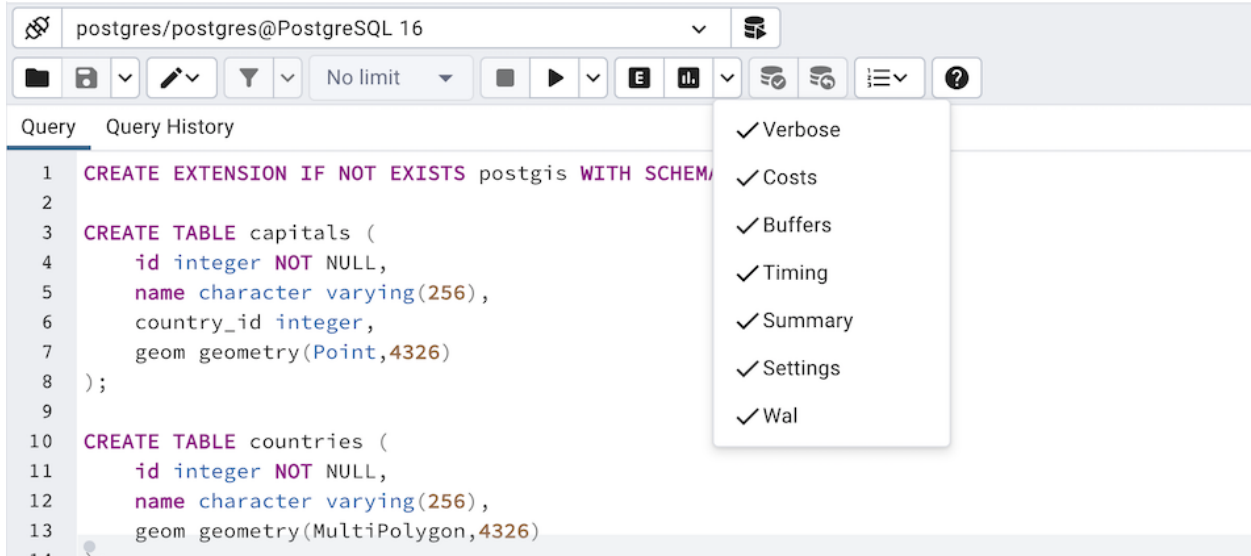 postgres/postgres@PostgreSQL 16
No limit
E
Query Query History
Verbose
Costs
Buffers
Timing
Summary
Settings
Wal
1 CREATE EXTENSION IF NOT EXISTS postgis WITH
2
3 CREATE TABLE capitals (
4 id integer NOT NULL,
5 name character varying(256),
6 country_id integer,
7 geom geometry(Point,4326)
8 );
9
10 CREATE TABLE countries (
11 id integer NOT NULL,
12 name character varying(256),
13 geom geometry(MultiPolygon,4326)